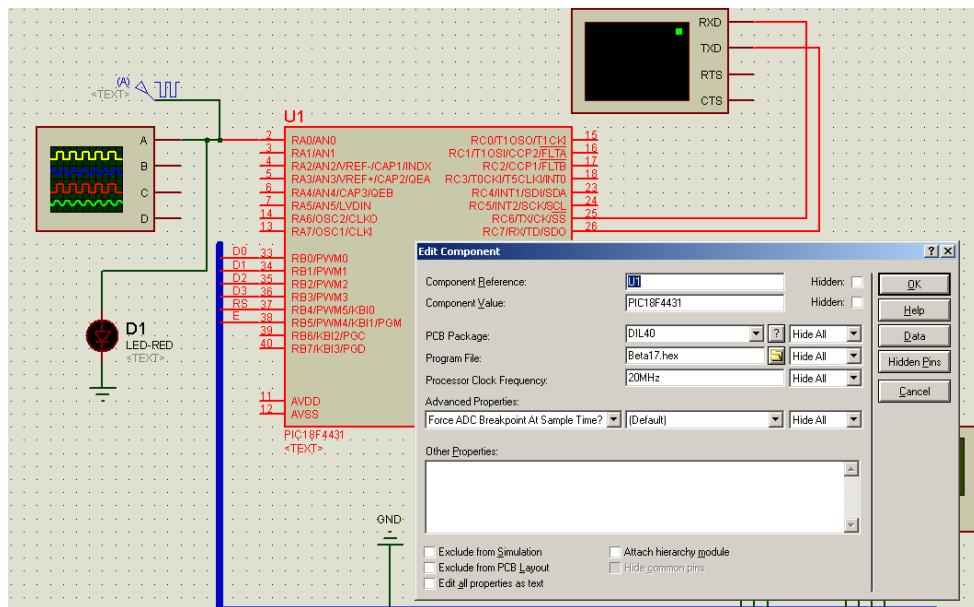 RXD
TXD
RTS
CTS
(A)
<TEXT>
A
B
C
D
U1
2 RA0/AN0
3 RA1/AN1
4 RA2/AN2/VREF-/CAP1/INDX
5 RA3/AN3/VREF+/CAP2/QEA
6 RA4/AN4/CAP3/QEB
7 RA5/AN5/LVDIN
14 RA6/OSC2/CLKO
13 RA7/OSC1/CLKI
RC0/T1OSO/T1CKI 15
RC1/T1OSI/CCP2/FLTA 16
RC2/CCP1/FLTB 17
RC3/T0CKI/T5CLKI/INT0 18
RC4/INT1/SDI/SDA 23
RC5/INT2/SCK/SCL 24
RC6/TX/CK/SS 25
RC7/RX/TD/SDO 26
D0 33 RB0/PWM0
D1 34 RB1/PWM1
D2 35 RB2/PWM2
D3 36 RB3/PWM3
RS 37 RB4/PWM5/KBI0
E 38 RB5/PWM4/KBI1/PGM
39 RB6/KBI2/PGC
40 RB7/KBI3/PGD
11 AVDD
12 AVSS
PIC18F4431
<TEXT>
D1
LED-RED
<TEXT>
GND
Edit Component
Component Reference: U1 Hidden:
Component Value: PIC18F4431 Hidden:
PCB Package: DIL40 ? Hide All
Program File: Beta17.hex Hide All
Processor Clock Frequency: 20MHz Hide All
Advanced Properties:
Force ADC Breakpoint At Sample Time? (Default) Hide All
Other Properties:
Exclude from Simulation
Exclude from PCB Layout
Edit all properties as text
Attach hierarchy module
Hide common pins
OK
Help
Data
Hidden Pins
Cancel